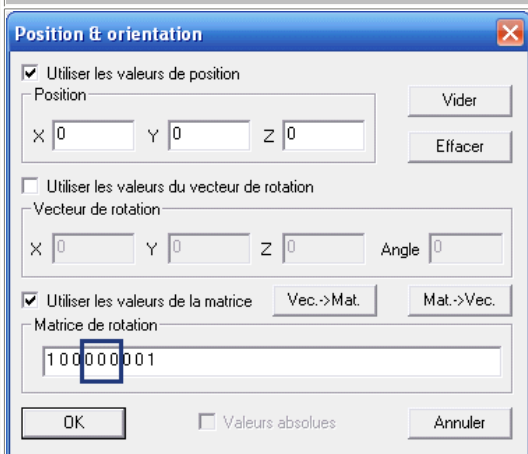 Position & orientation
Utiliser les valeurs de position
Position
Vider
X 0 Y 0 Z 0
Effacer
Utiliser les valeurs du vecteur de rotation
Vecteur de rotation
X 0 Y 0 Z 0 Angle 0
Utiliser les valeurs de la matrice Vec.->Mat. Mat.->Vec.
Matrice de rotation
1 0 0 0 0 0 0 0 1
OK Valeurs absolues Annuler